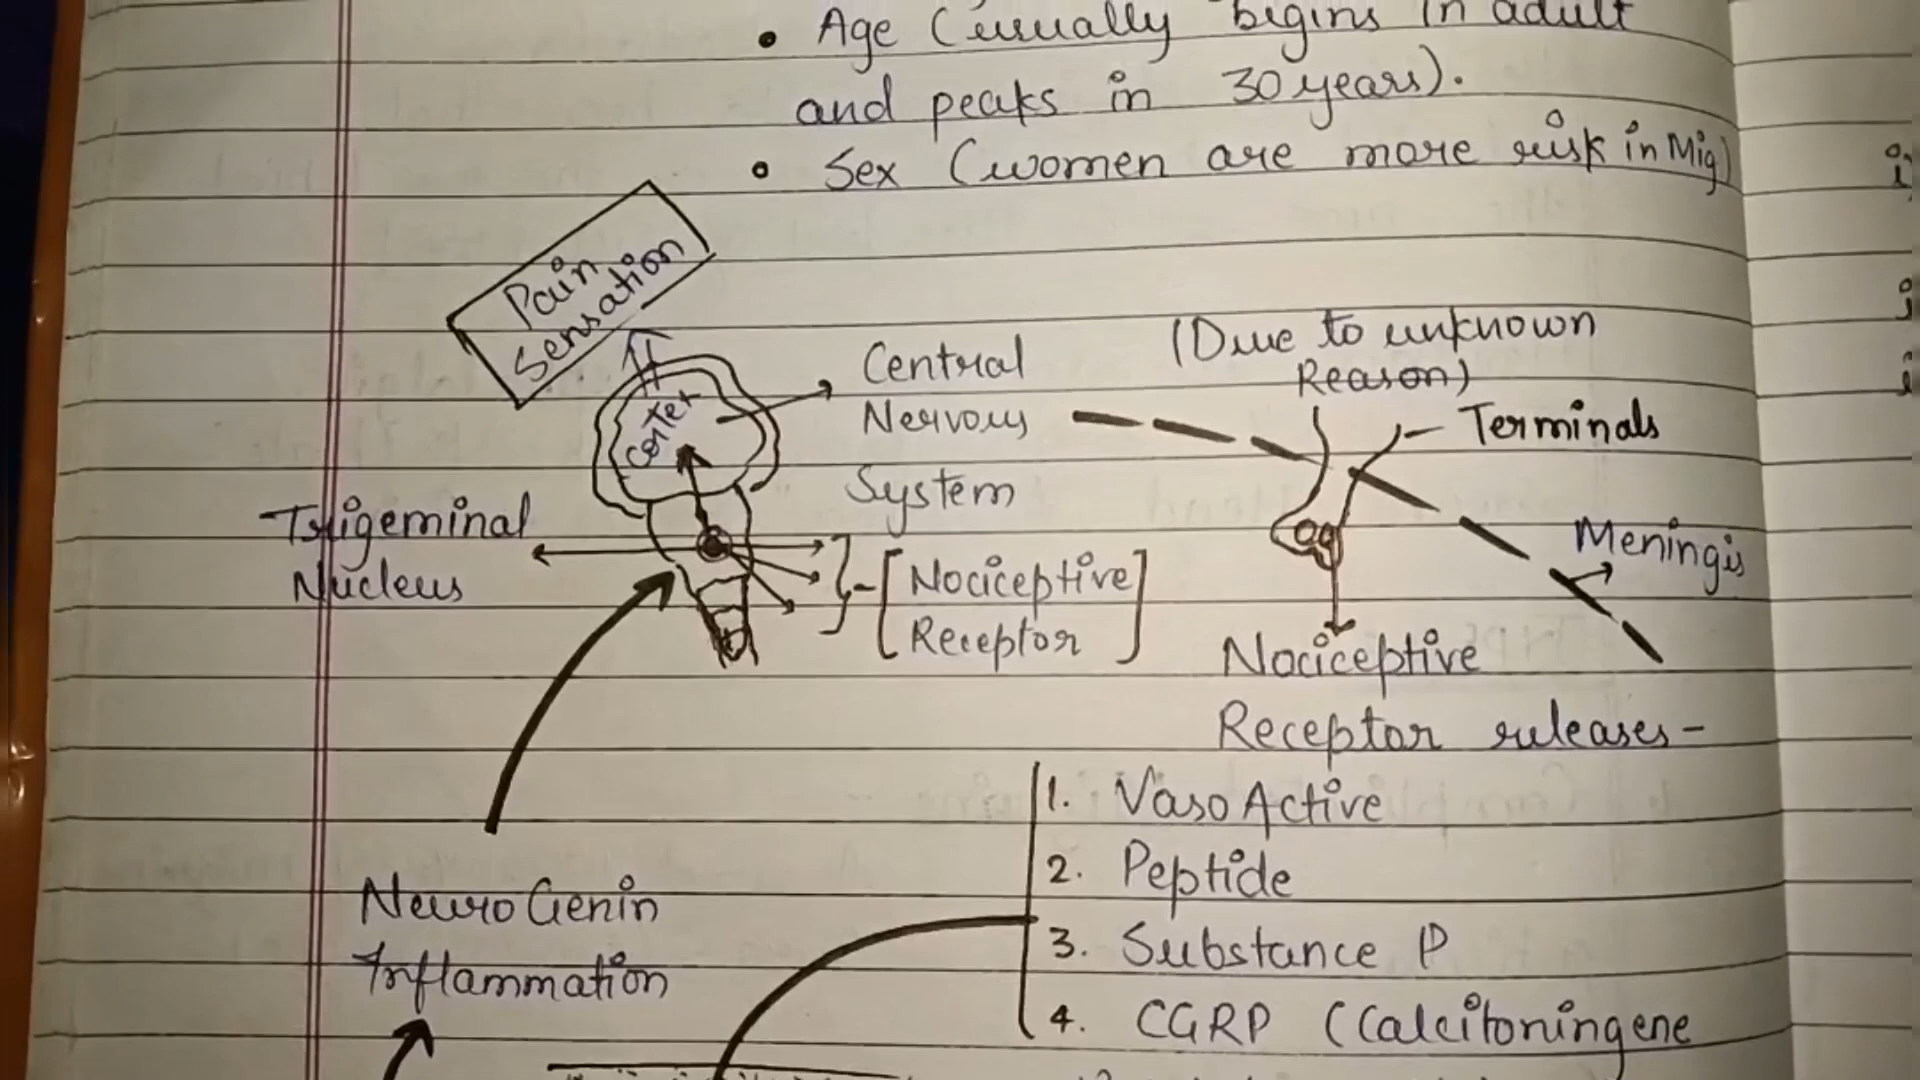 • Age (usually begins in adult
and peaks in 30 years).
• Sex (women are more risk in Mig)
Pain
Sensation
Cortex
Central
Nervous
System
(Due to unknown
Reason)
Terminals
Meningis
Trigeminal
Nucleus
[Nociceptive
Receptor]
Nociceptive
Receptor releases-
1. Vaso Active
2. Peptide
3. Substance P
4. CGRP (Calcitoningene
Neuro Genin
Inflammation